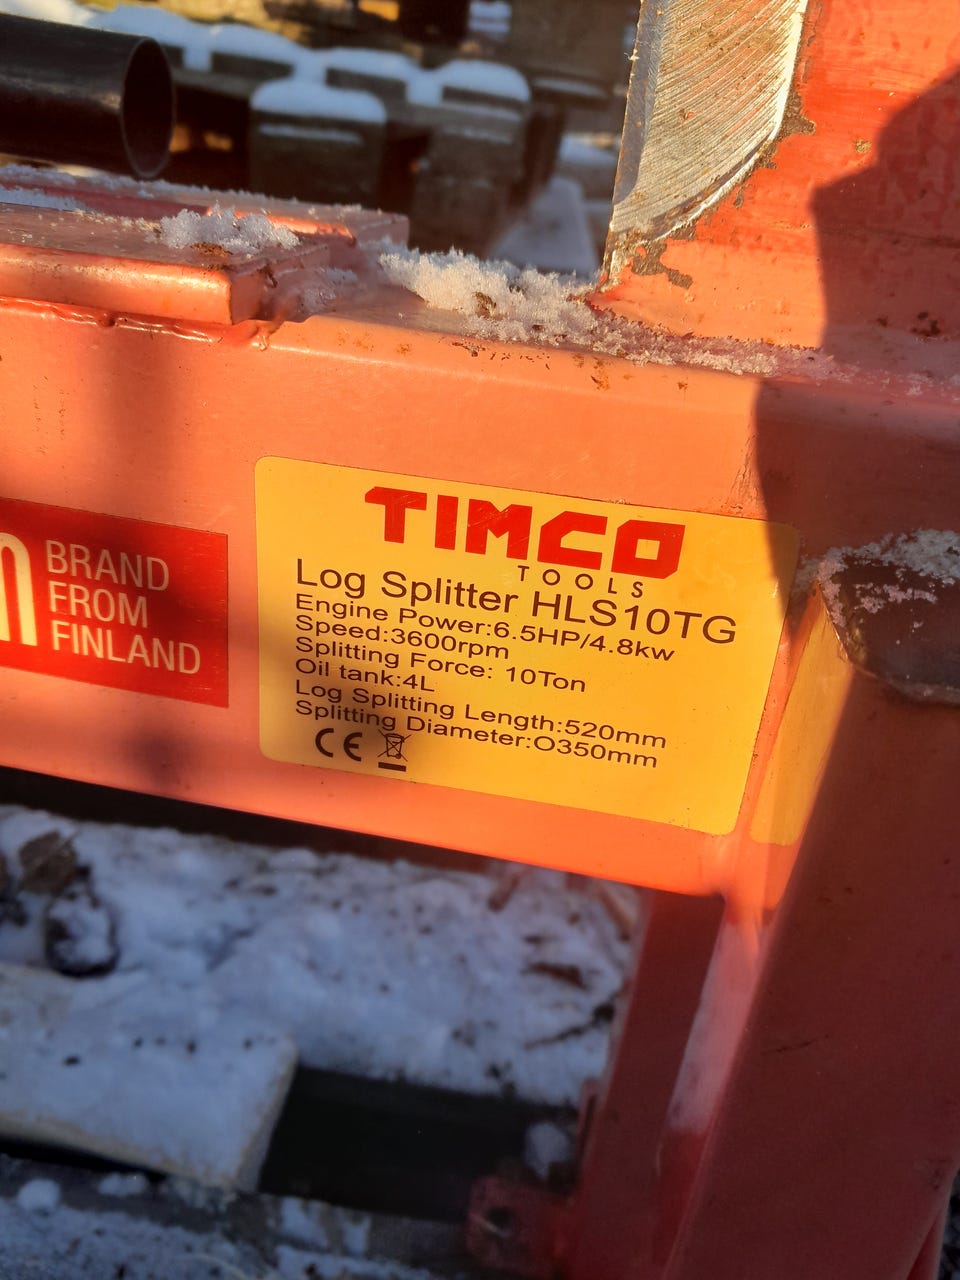 BRAND
FROM
FINLAND
TIMCO
TOOLS
Log Splitter HLS10TG
Engine Power:6.5HP/4.8kw
Speed:3600rpm
Splitting Force: 10Ton
Oil tank:4L
Log Splitting Length:520mm
Splitting Diameter:O350mm
CE